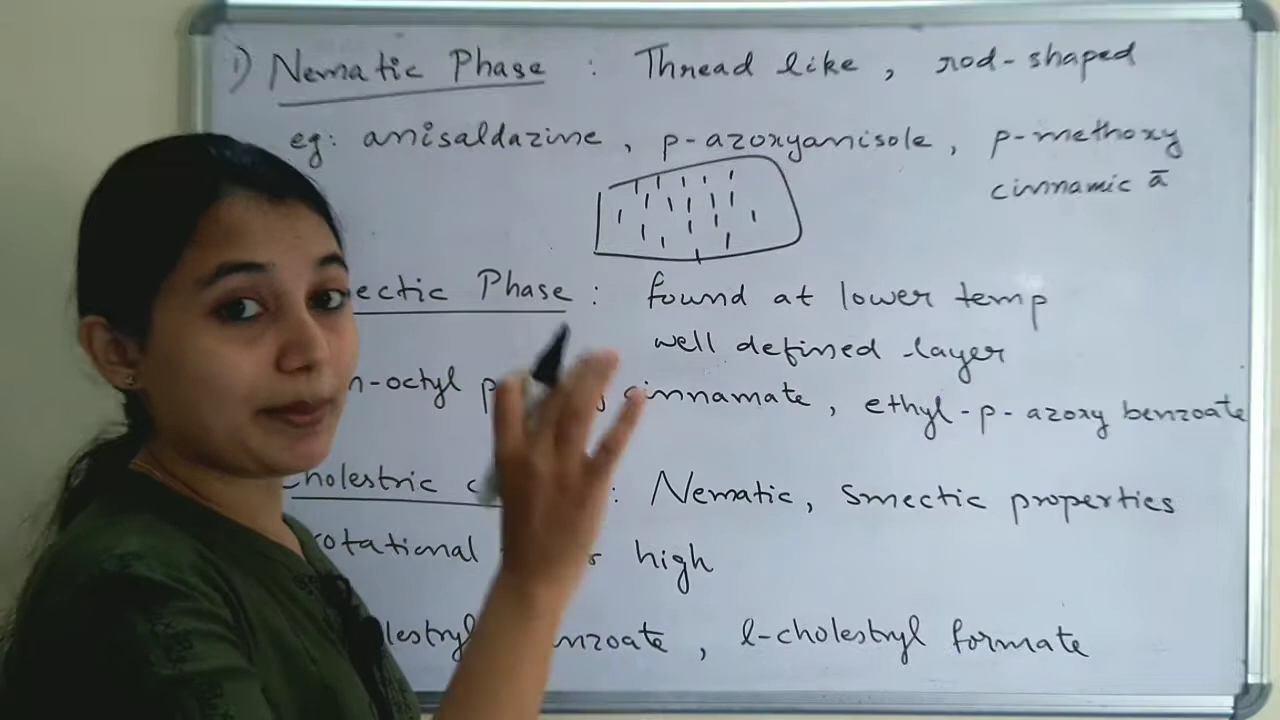 i) Nematic Phase : Thread like, rod-shaped
eg: anisaldazine, p-azoxyanisole, p-methoxy
cinnamic ā
ectic Phase : found at lower temp
well defined layer
n-octyl p cinnamate, ethyl-p-azoxy benzoate
cholestric c : Nematic, Smectic properties
rotational high
lestryl nzoate, l-cholestryl formate